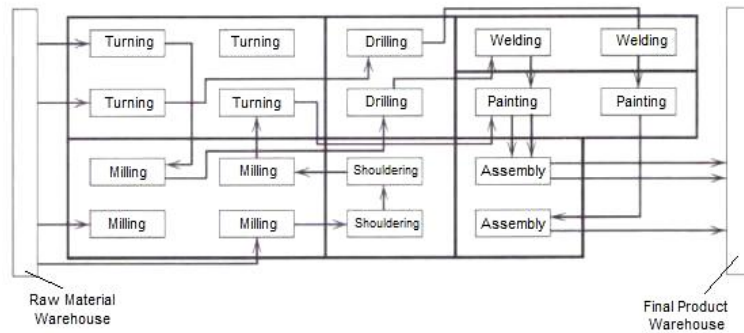 Turning
Turning
Drilling
Welding
Welding
Turning
Turning
Drilling
Painting
Painting
Milling
Milling
Shouldering
Assembly
Milling
Milling
Shouldering
Assembly
Raw Material
Warehouse
Final Product
Warehouse